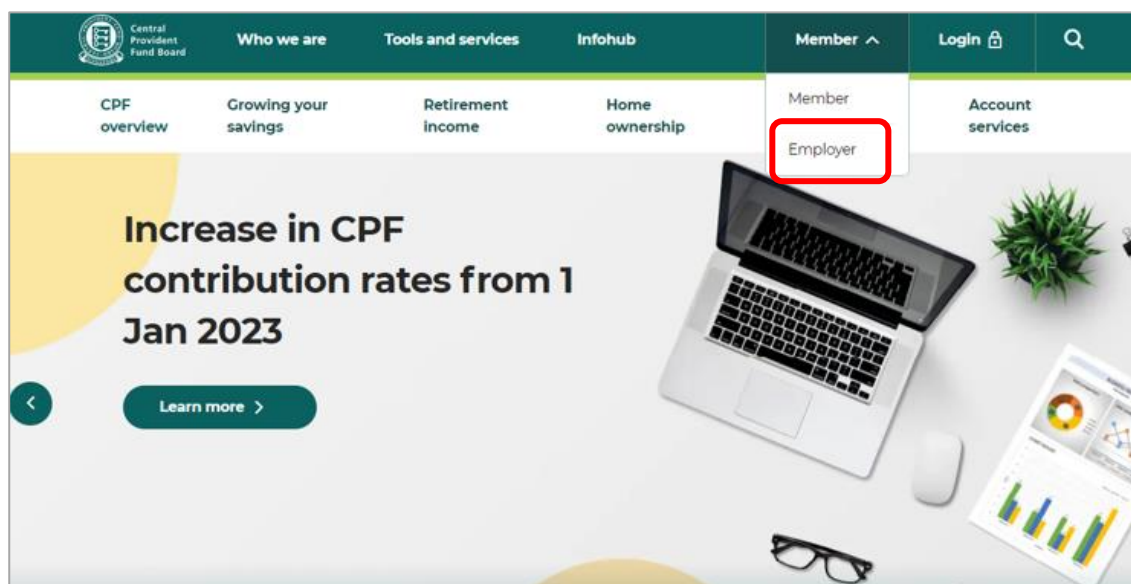 Central
Provident
Fund Board
Who we are
Tools and services
Infohub
Member
Login
CPF
overview
Growing your
savings
Retirement
income
Home
ownership
Member
Employer
Account
services
Increase in CPF
contribution rates from 1
Jan 2023
Learn more